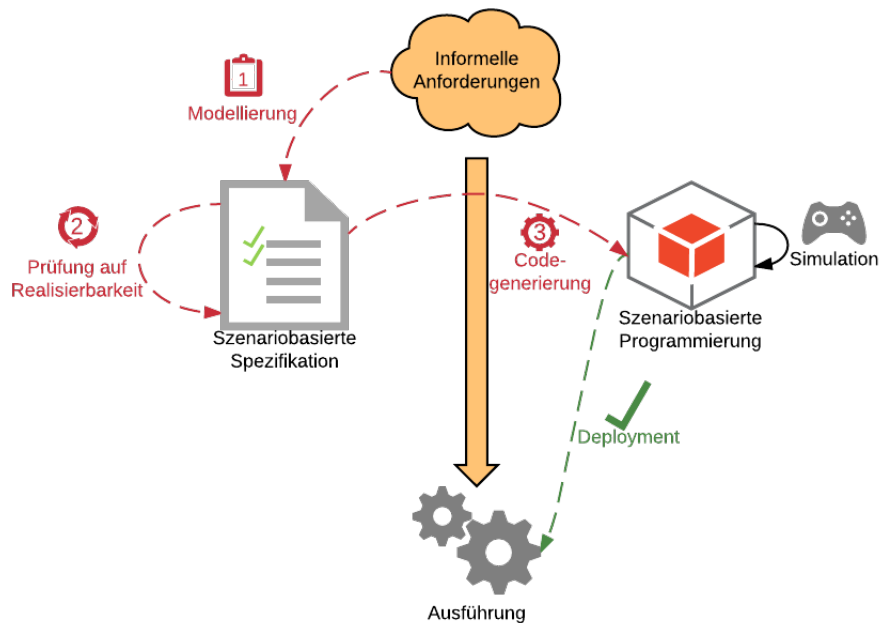 Informelle
Anforderungen
1
Modellierung
2
Prüfung auf
Realisierbarkeit
Szenariobasierte
Spezifikation
3
Code-
generierung
Simulation
Szenariobasierte
Programmierung
Deployment
Ausführung